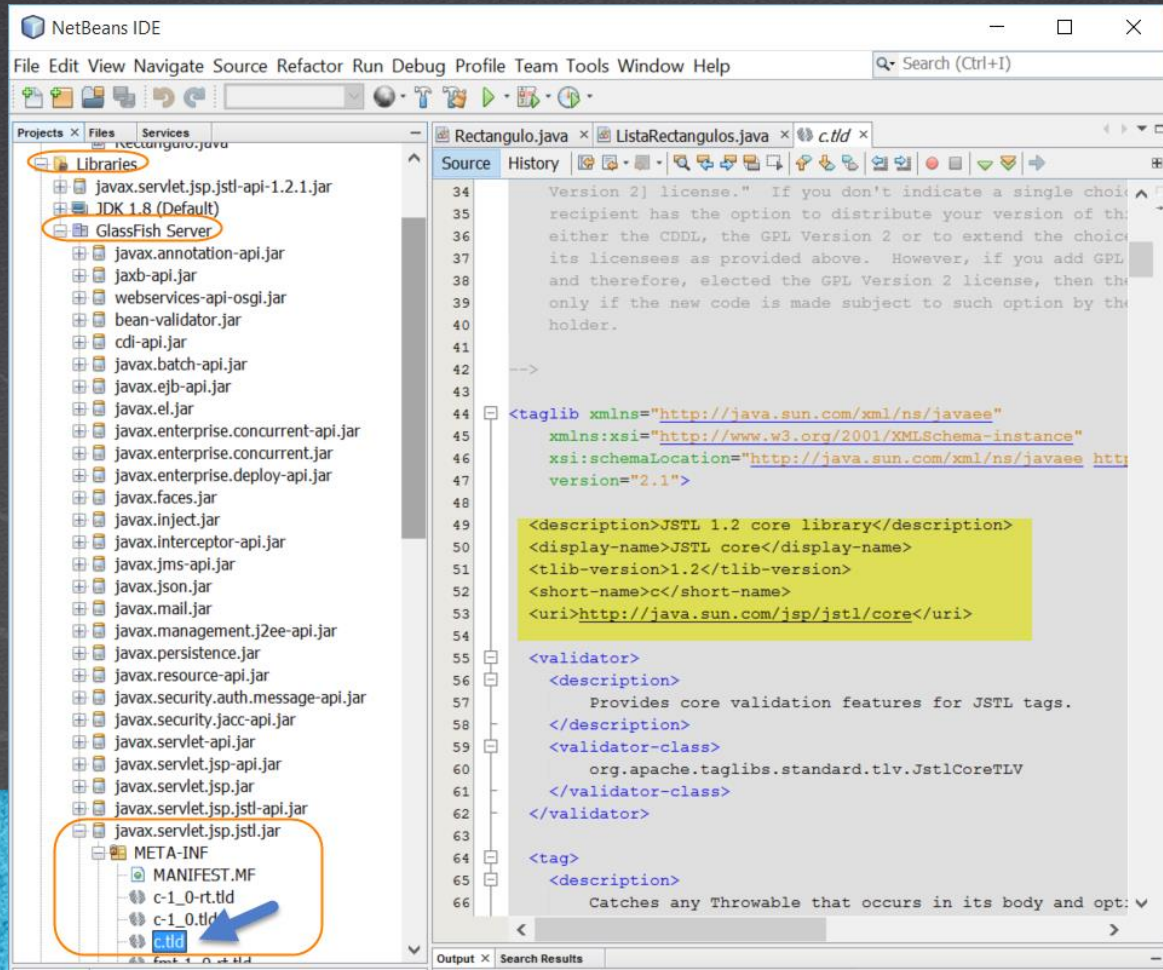 NetBeans IDE
File Edit View Navigate Source Refactor Run Debug Profile Team Tools Window Help
Search (Ctrl+I)
Projects Files Services
Rectangulo.java
Libraries
javax.servlet.jsp.jstl-api-1.2.1.jar
JDK 1.8 (Default)
GlassFish Server
javax.annotation-api.jar
jaxb-api.jar
webservices-api-osgi.jar
bean-validator.jar
cdi-api.jar
javax.batch-api.jar
javax.ejb-api.jar
javax.el.jar
javax.enterprise.concurrent-api.jar
javax.enterprise.concurrent.jar
javax.enterprise.deploy-api.jar
javax.faces.jar
javax.inject.jar
javax.interceptor-api.jar
javax.jms-api.jar
javax.json.jar
javax.mail.jar
javax.management.j2ee-api.jar
javax.persistence.jar
javax.resource-api.jar
javax.security.auth.message-api.jar
javax.security.jacc-api.jar
javax.servlet-api.jar
javax.servlet.jsp-api.jar
javax.servlet.jsp.jar
javax.servlet.jsp.jstl-api.jar
javax.servlet.jsp.jstl.jar
META-INF
MANIFEST.MF
c-1_0-rt.tld
c-1_0.tld
c.tld
fmt-1_0-rt.tld
Rectangulo.java ListaRectangulos.java c.tld
Source History
34 Version 2] license." If you don't indicate a single choic
35 recipient has the option to distribute your version of thi
36 either the CDDL, the GPL Version 2 or to extend the choice
37 its licensees as provided above. However, if you add GPL
38 and therefore, elected the GPL Version 2 license, then the
39 only if the new code is made subject to such option by the
40 holder.
41
42 -->
43
44 <taglib xmlns="http://java.sun.com/xml/ns/javaee"
45 xmlns:xsi="http://www.w3.org/2001/XMLSchema-instance"
46 xsi:schemaLocation="http://java.sun.com/xml/ns/javaee http
47 version="2.1">
48
49 <description>JSTL 1.2 core library</description>
50 <display-name>JSTL core</display-name>
51 <tlib-version>1.2</tlib-version>
52 <short-name>c</short-name>
53 <uri>http://java.sun.com/jsp/jstl/core</uri>
54
55 <validator>
56 <description>
57 Provides core validation features for JSTL tags.
58 </description>
59 <validator-class>
60 org.apache.taglibs.standard.tlv.JstlCoreTLV
61 </validator-class>
62 </validator>
63
64 <tag>
65 <description>
66 Catches any Throwable that occurs in its body and opti
Output Search Results